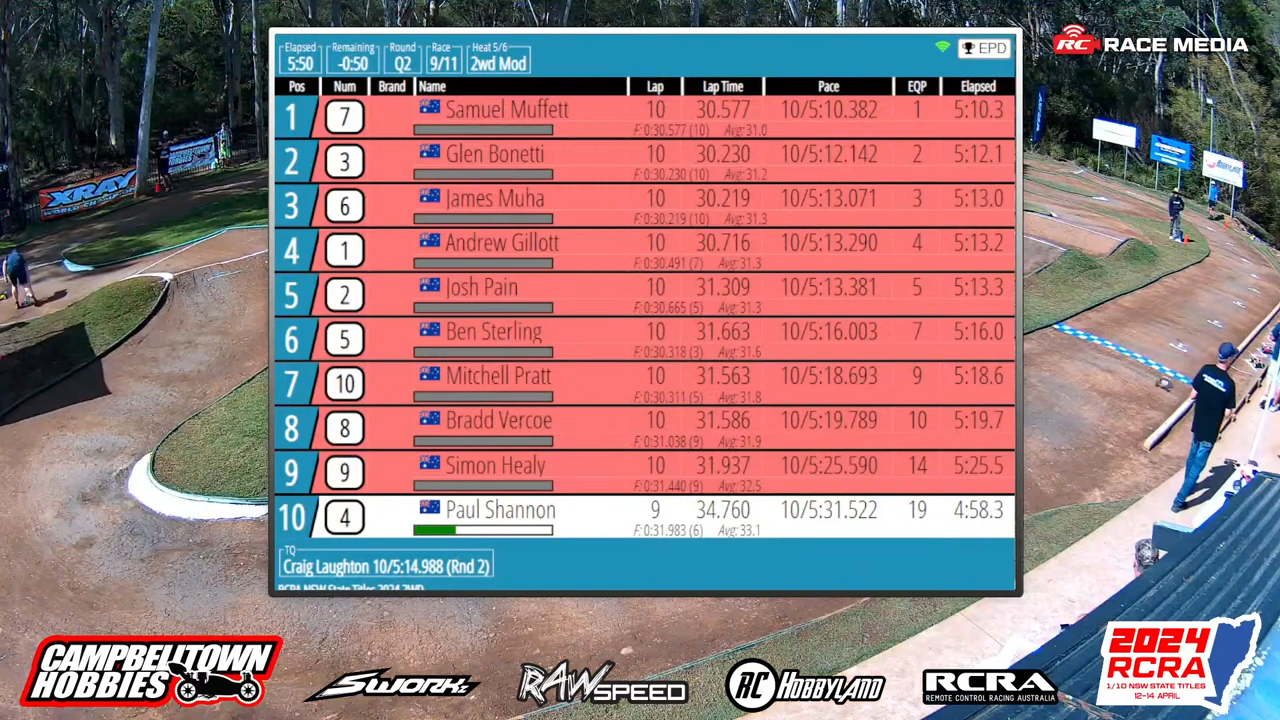 RC RACE MEDIA
Elapsed Remaining Round Race Heat 5/6
5:50 -0:50 Q2 9/11 2wd Mod
EPD
Pos Num Brand Name Lap Lap Time Pace EQP Elapsed
1 7 Samuel Muffett 10 30.577 10/5:10.382 1 5:10.3
F:0:30.577 (10) Avg:31.0
2 3 Glen Bonetti 10 30.230 10/5:12.142 2 5:12.1
F:0:30.230 (10) Avg:31.2
3 6 James Muha 10 30.219 10/5:13.071 3 5:13.0
F:0:30.219 (10) Avg:31.3
4 1 Andrew Gillott 10 30.716 10/5:13.290 4 5:13.2
F:0:30.491 (7) Avg:31.3
5 2 Josh Pain 10 31.309 10/5:13.381 5 5:13.3
F:0:30.665 (5) Avg:31.3
6 5 Ben Sterling 10 31.663 10/5:16.003 7 5:16.0
F:0:30.318 (3) Avg:31.6
7 10 Mitchell Pratt 10 31.563 10/5:18.693 9 5:18.6
F:0:30.311 (5) Avg:31.8
8 8 Bradd Vercoe 10 31.586 10/5:19.789 10 5:19.7
F:0:31.038 (9) Avg:31.9
9 9 Simon Healy 10 31.937 10/5:25.590 14 5:25.5
F:0:31.440 (9) Avg:32.5
10 4 Paul Shannon 9 34.760 10/5:31.522 19 4:58.3
F:0:31.983 (6) Avg:33.1
TQ
Craig Laughton 10/5:14.988 (Rnd 2)
RCRA NSW State Titles 2024 2WD
XRAY
CAMPBELLTOWN
HOBBIES
SWORKz
RAW SPEED
RC HOBBYLAND
RCRA
REMOTE CONTROL RACING AUSTRALIA
2024
RCRA
1/10 NSW STATE TITLES
12-14 APRIL